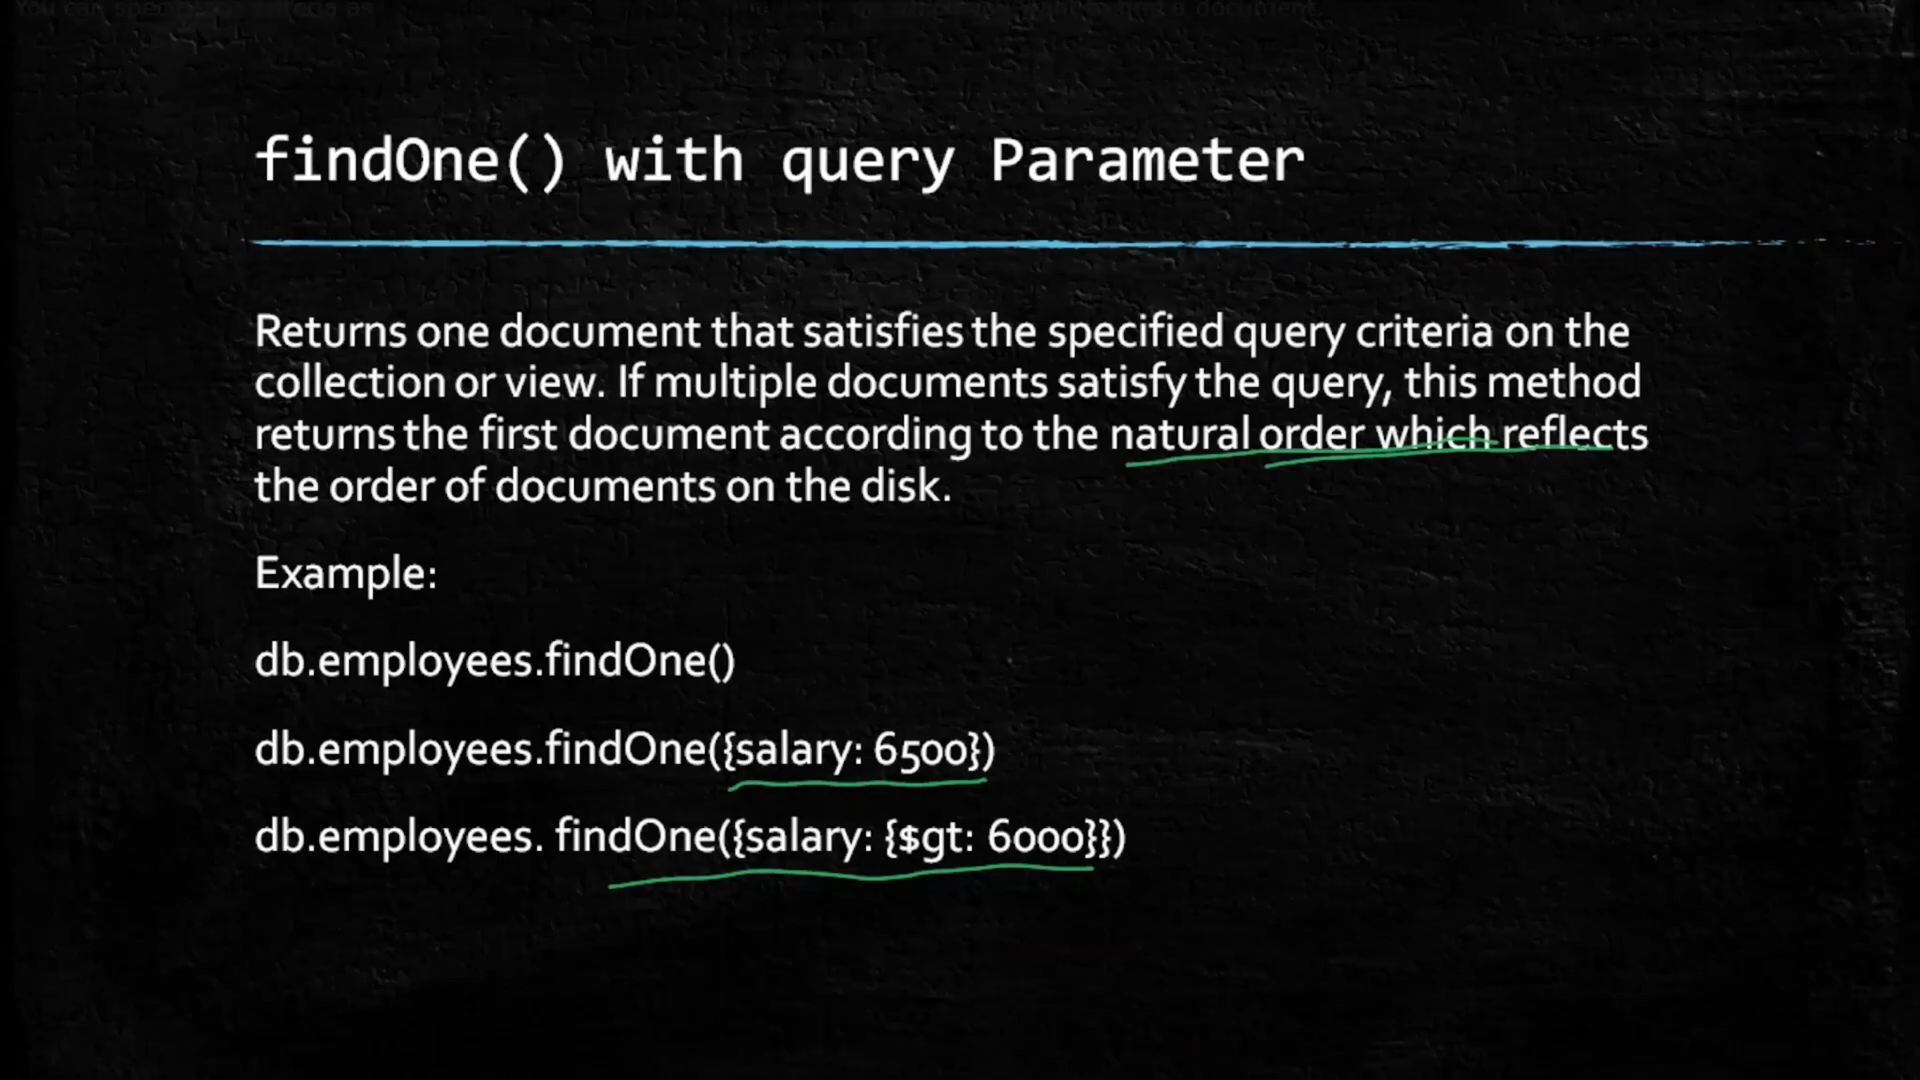 findOne() with query Parameter
Returns one document that satisfies the specified query criteria on the
collection or view. If multiple documents satisfy the query, this method
returns the first document according to the natural order which reflects
the order of documents on the disk.
Example:
db.employees.findOne()
db.employees.findOne({salary: 6500})
db.employees. findOne({salary: {$gt: 6000}})